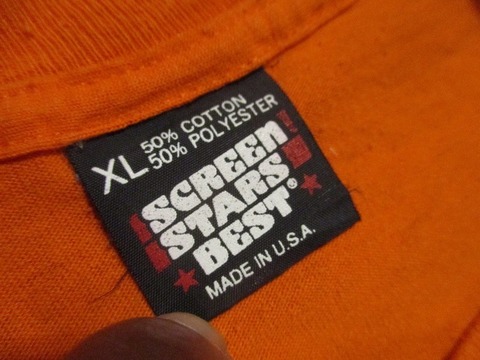 XL
50% COTTON
50% POLYESTER
SCREEN
STARS
BEST®
MADE IN U.S.A.